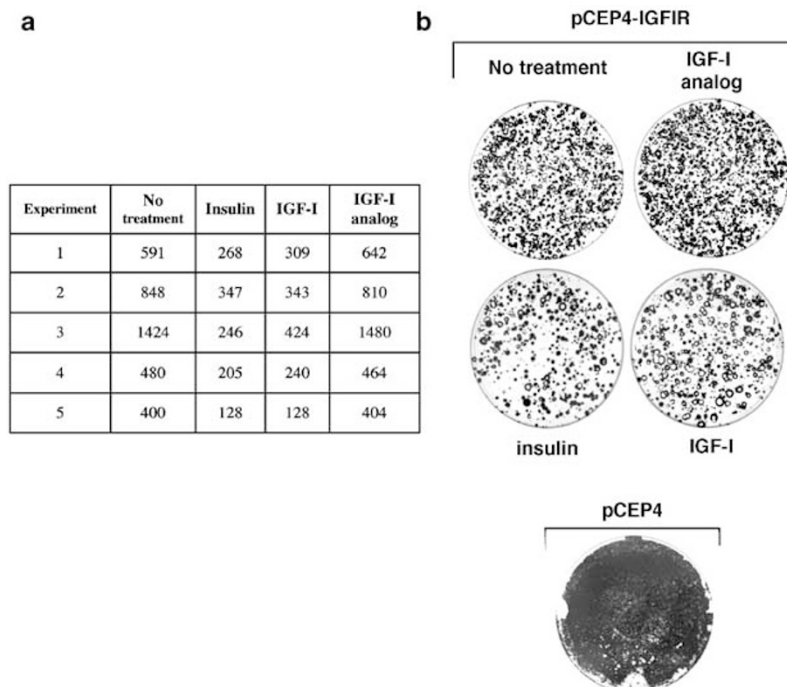 a
Experiment No treatment Insulin IGF-I IGF-I analog
1 591 268 309 642
2 848 347 343 810
3 1424 246 424 1480
4 480 205 240 464
5 400 128 128 404
b
pCEP4-IGFIR
No treatment
IGF-I
analog
insulin
IGF-I
pCEP4